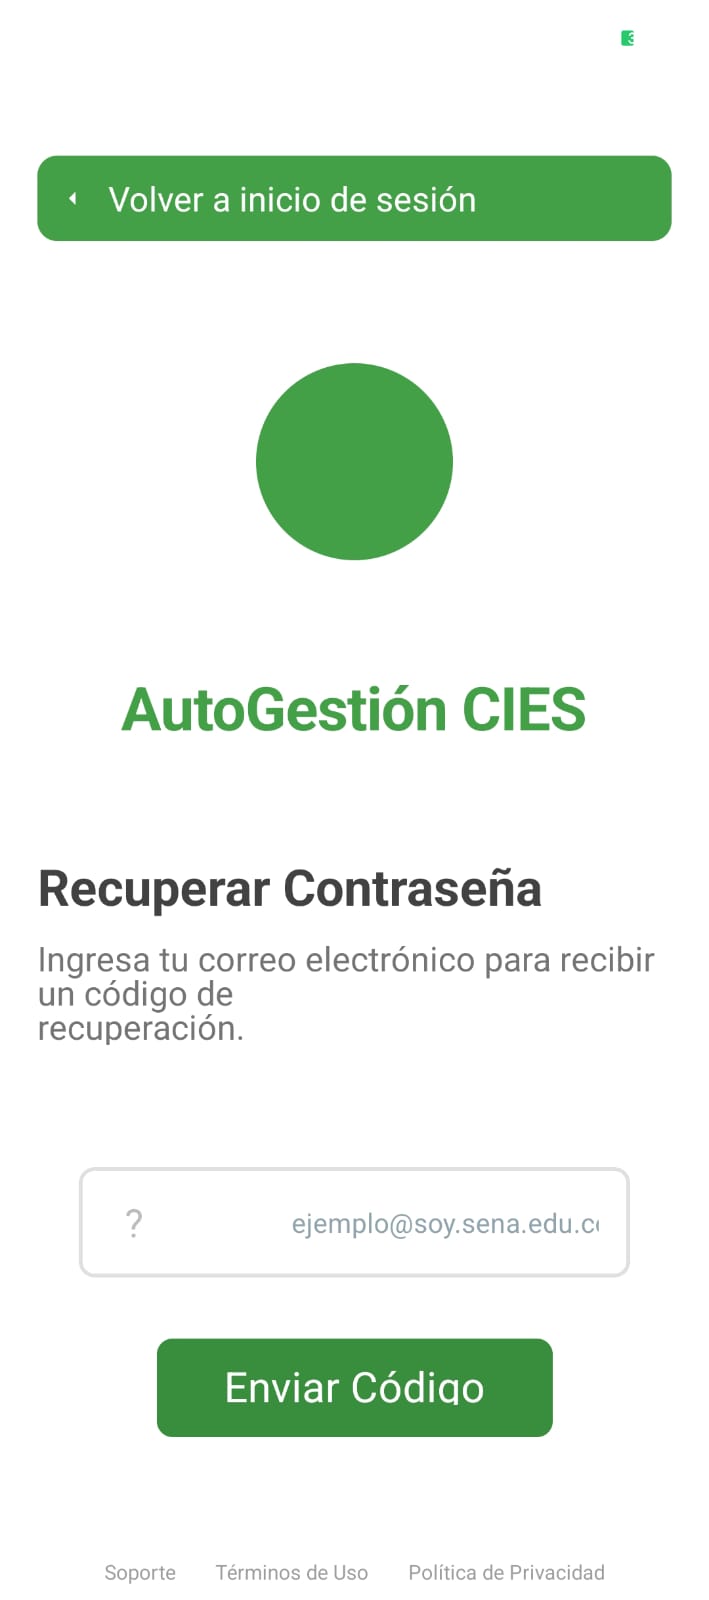 Volver a inicio de sesión
AutoGestión CIES
Recuperar Contraseña
Ingresa tu correo electrónico para recibir
un código de
recuperación.
? ejemplo@soy.sena.edu.c
Enviar Código
Soporte Términos de Uso Política de Privacidad